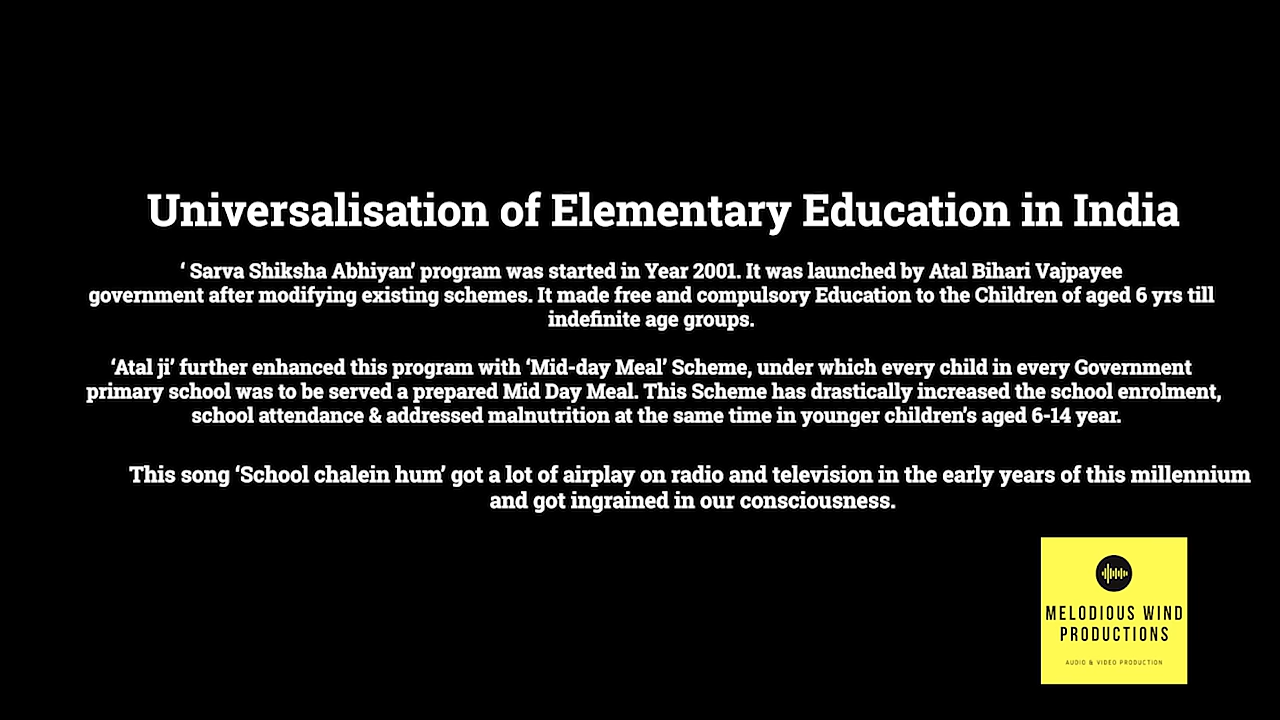 Universalisation of Elementary Education in India
‘ Sarva Shiksha Abhiyan’ program was started in Year 2001. It was launched by Atal Bihari Vajpayee
government after modifying existing schemes. It made free and compulsory Education to the Children of aged 6 yrs till
indefinite age groups.
‘Atal ji’ further enhanced this program with ‘Mid-day Meal’ Scheme, under which every child in every Government
primary school was to be served a prepared Mid Day Meal. This Scheme has drastically increased the school enrolment,
school attendance & addressed malnutrition at the same time in younger children’s aged 6-14 year.
This song ‘School chalein hum’ got a lot of airplay on radio and television in the early years of this millennium
and got ingrained in our consciousness.
MELODIOUS WIND
PRODUCTIONS
AUDIO & VIDEO PRODUCTION